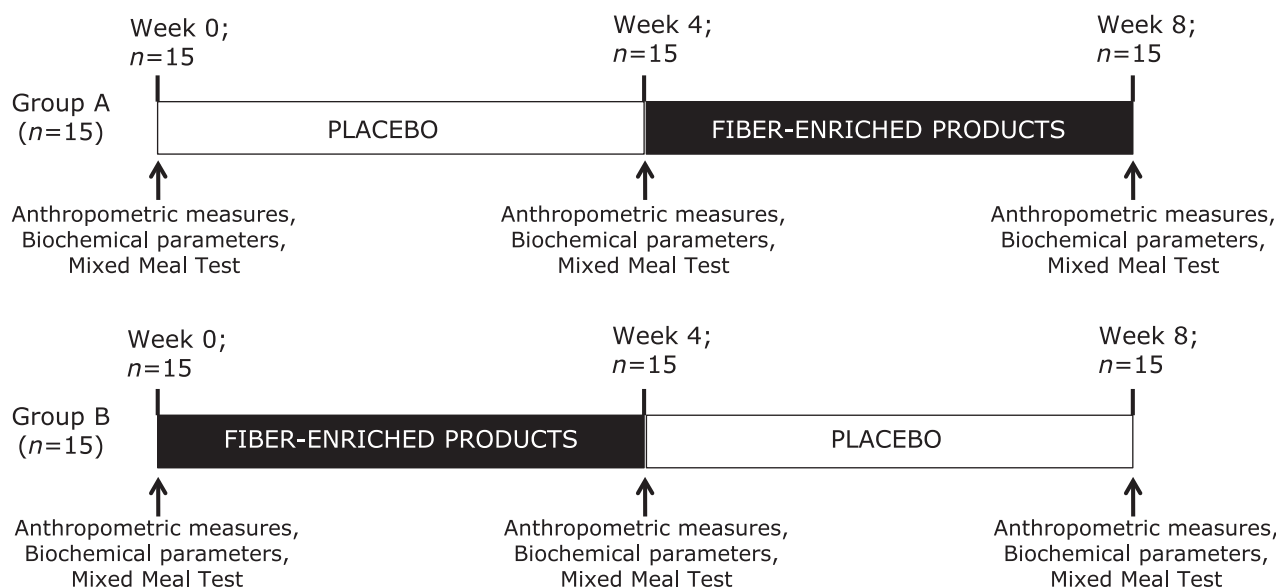 Week 0;
n=15
Week 4;
n=15
Week 8;
n=15
Group A
(n=15)
PLACEBO
FIBER-ENRICHED PRODUCTS
Anthropometric measures,
Biochemical parameters,
Mixed Meal Test
Anthropometric measures,
Biochemical parameters,
Mixed Meal Test
Anthropometric measures,
Biochemical parameters,
Mixed Meal Test
Week 0;
n=15
Week 4;
n=15
Week 8;
n=15
Group B
(n=15)
FIBER-ENRICHED PRODUCTS
PLACEBO
Anthropometric measures,
Biochemical parameters,
Mixed Meal Test
Anthropometric measures,
Biochemical parameters,
Mixed Meal Test
Anthropometric measures,
Biochemical parameters,
Mixed Meal Test